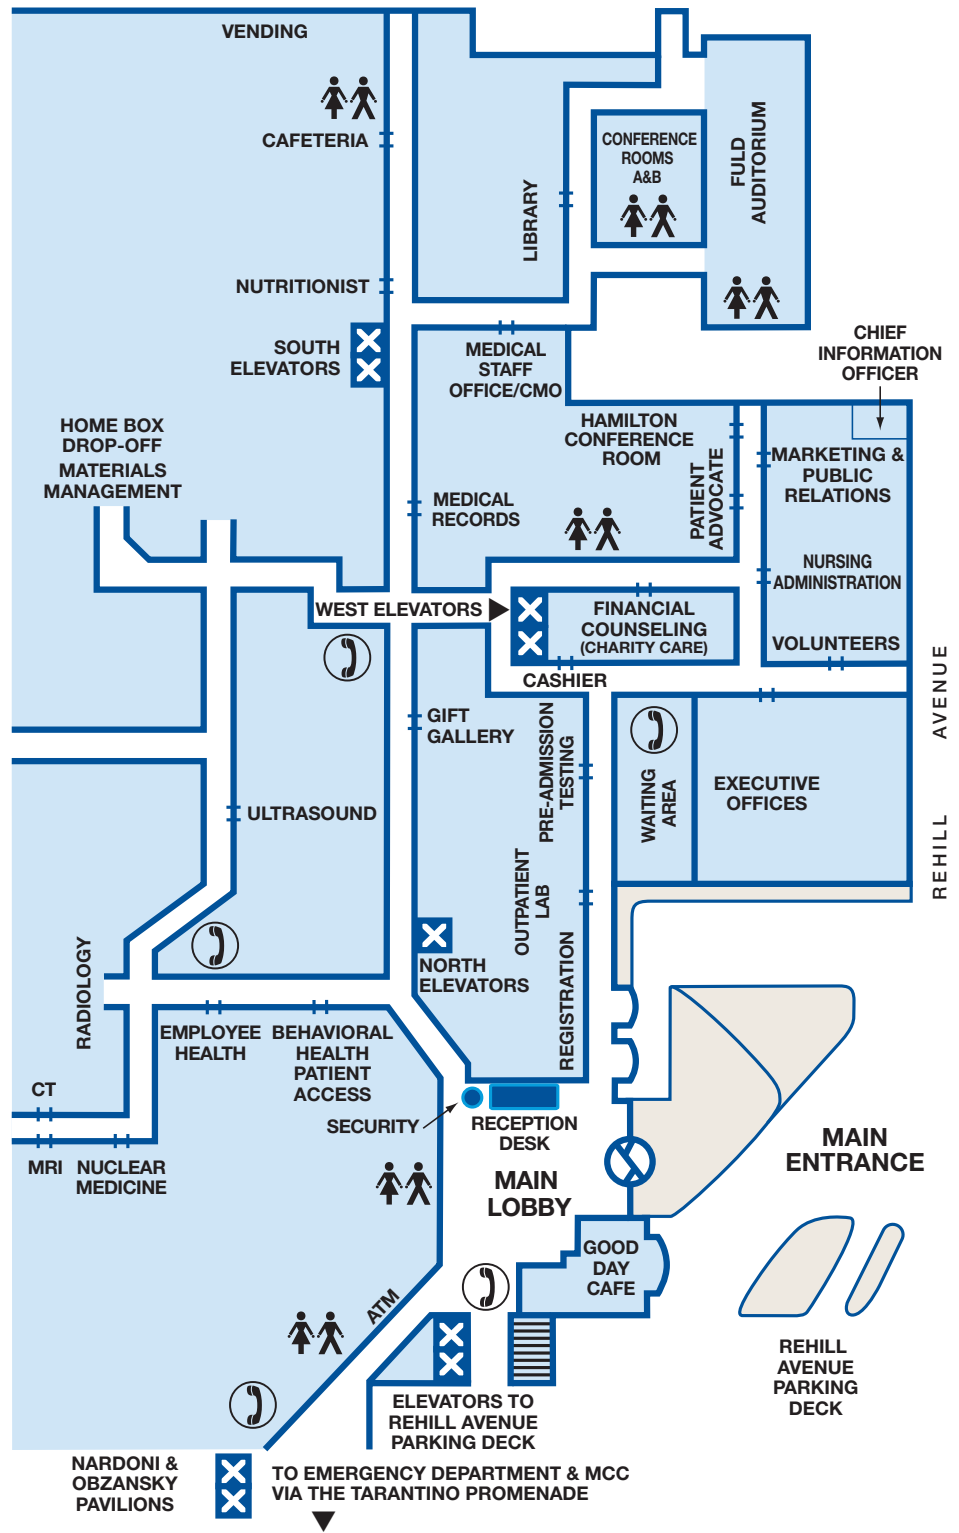 VENDING
CAFETERIA
CONFERENCE
ROOMS
A&B
FULD
AUDITORIUM
LIBRARY
NUTRITIONIST
SOUTH
ELEVATORS
MEDICAL
STAFF
OFFICE/CMO
CHIEF
INFORMATION
OFFICER
HOME BOX
DROP-OFF
MATERIALS
MANAGEMENT
HAMILTON
CONFERENCE
ROOM
PATIENT
ADVOCATE
MARKETING &
PUBLIC
RELATIONS
MEDICAL
RECORDS
NURSING
ADMINISTRATION
WEST ELEVATORS
FINANCIAL
COUNSELING
(CHARITY CARE)
VOLUNTEERS
CASHIER
GIFT
GALLERY
PRE-ADMISSION
TESTING
WAITING
AREA
EXECUTIVE
OFFICES
REHILL AVENUE
ULTRASOUND
OUTPATIENT
LAB
NORTH
ELEVATORS
REGISTRATION
RADIOLOGY
EMPLOYEE
HEALTH
BEHAVIORAL
HEALTH
PATIENT
ACCESS
CT
SECURITY
RECEPTION
DESK
MRI
NUCLEAR
MEDICINE
MAIN
LOBBY
MAIN
ENTRANCE
GOOD
DAY
CAFE
ATM
REHILL
AVENUE
PARKING
DECK
ELEVATORS TO
REHILL AVENUE
PARKING DECK
NARDONI &
OBZANSKY
PAVILIONS
TO EMERGENCY DEPARTMENT & MCC
VIA THE TARANTINO PROMENADE